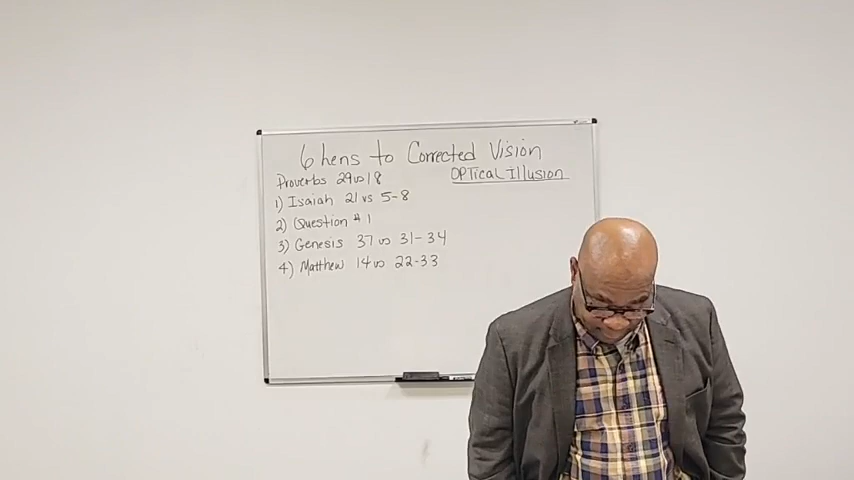 6 Lens to Corrected Vision
OPTical Illusion
Proverbs 29 vs 18
1) Isaiah 21 vs 5-8
2) Question # 1
3) Genesis 37 vs 31-34
4) Matthew 14 vs 22-33